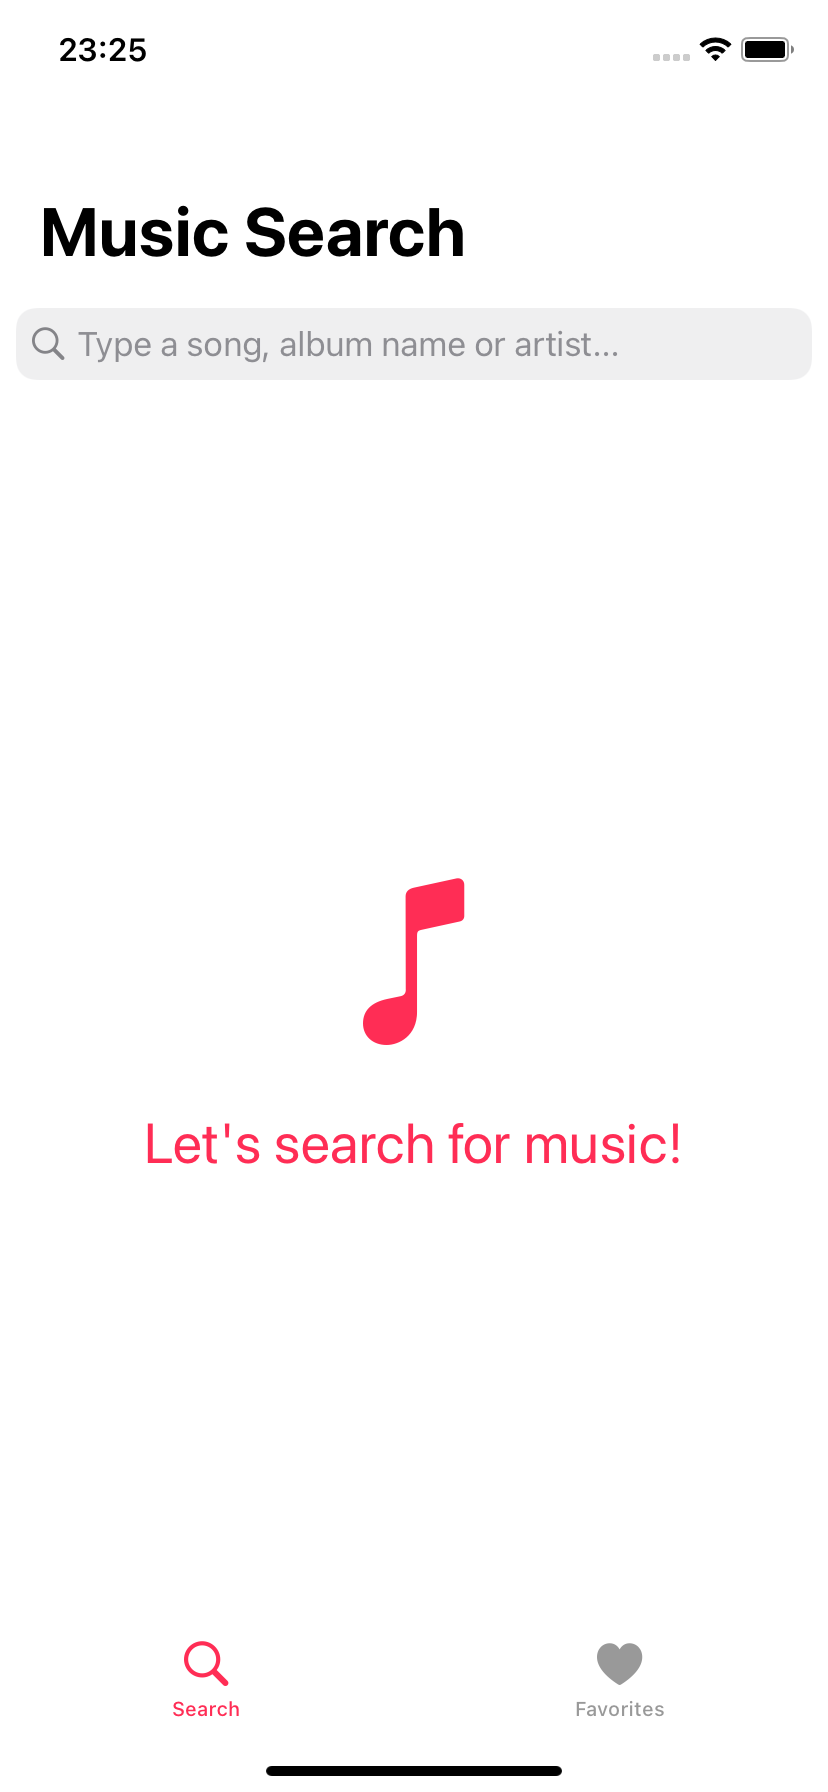 23:25
Music Search
Type a song, album name or artist...
Let's search for music!
Search
Favorites